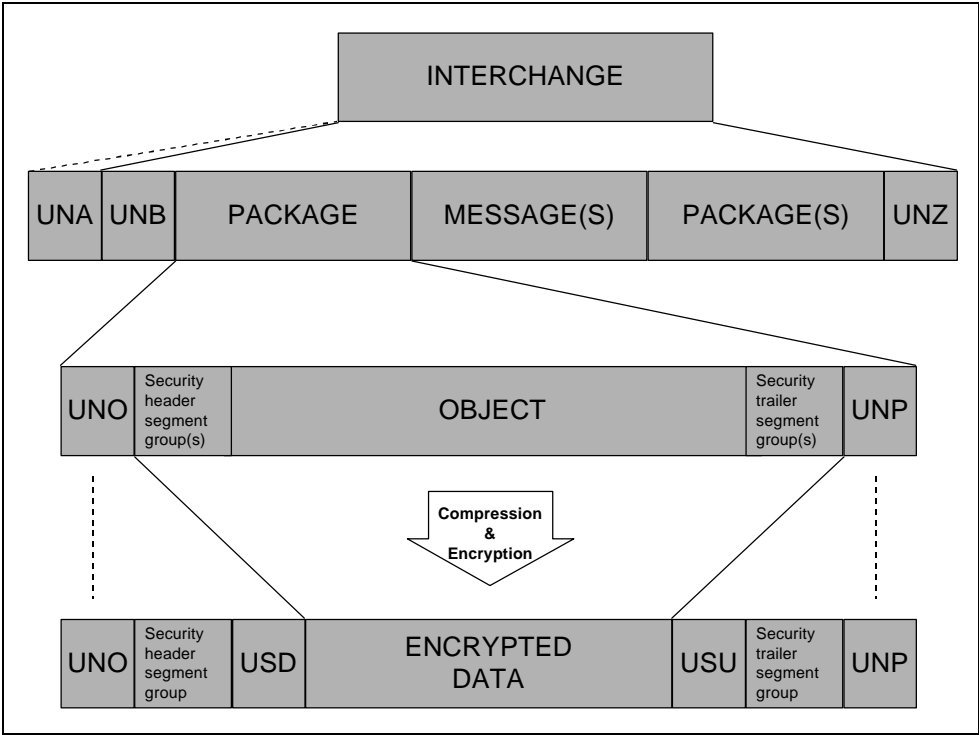 INTERCHANGE
UNA
UNB
PACKAGE
MESSAGE(S)
PACKAGE(S)
UNZ
UNO
Security
header
segment
group(s)
OBJECT
Security
trailer
segment
group(s)
UNP
Compression
&
Encryption
UNO
Security
header
segment
group
USD
ENCRYPTED
DATA
USU
Security
trailer
segment
group
UNP